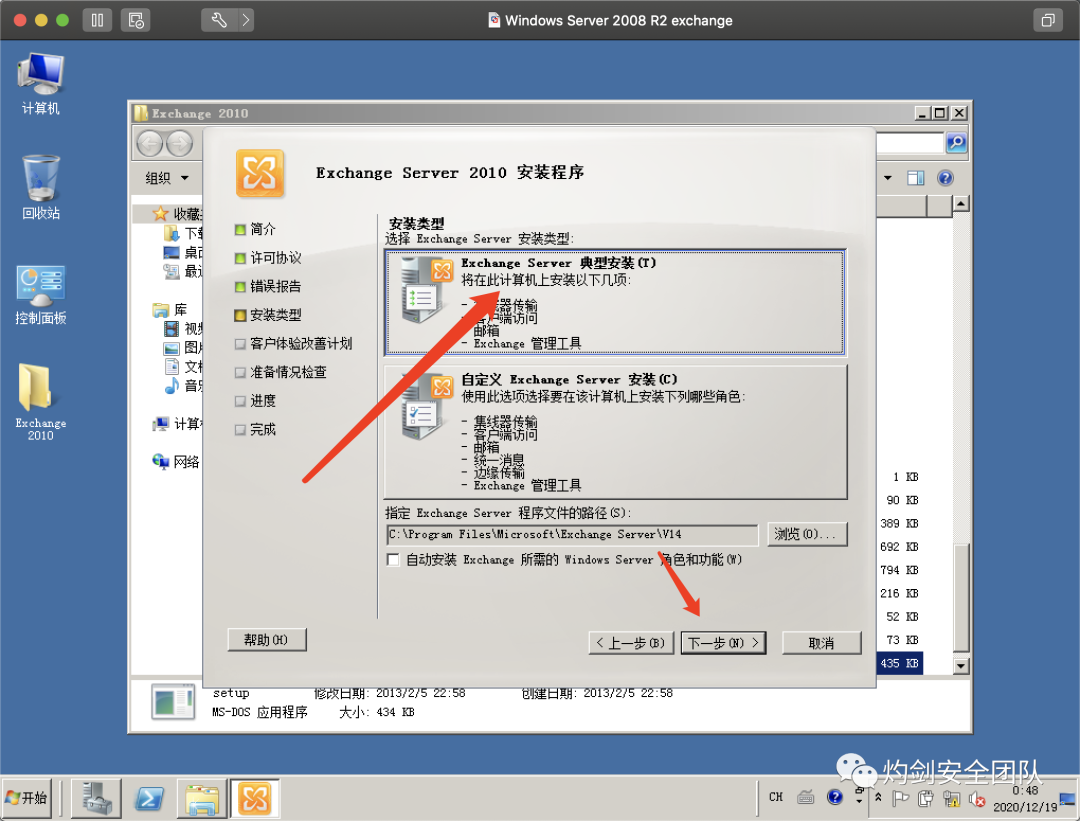 Windows Server 2008 R2 exchange
计算机
回收站
控制面板
Exchange
2010
Exchange 2010
组织
收藏
下
桌
最
库
视
图
文
音
计算
网络
Exchange Server 2010 安装程序
简介
许可协议
错误报告
安装类型
客户体验改善计划
准备情况检查
进度
完成
安装类型
选择 Exchange Server 安装类型:
Exchange Server 典型安装(T)
将在此计算机上安装以下几项:
器传输
客户端访问
- 邮箱
- Exchange 管理工具
自定义 Exchange Server 安装(C)
使用此选项选择要在该计算机上安装下列哪些角色:
- 集线器传输
- 客户端访问
- 邮箱
- 统一消息
- 边缘传输
- Exchange 管理工具
指定 Exchange Server 程序文件的路径(S):
C:\Program Files\Microsoft\Exchange Server\V14
浏览(O)...
自动安装 Exchange 所需的 Windows Server 角色和功能(W)
帮助(H)
< 上一步(B)
下一步(N) >
取消
1 KB
90 KB
389 KB
692 KB
794 KB
216 KB
52 KB
73 KB
435 KB
setup 修改日期: 2013/2/5 22:58 创建日期: 2013/2/5 22:58
MS-DOS 应用程序 大小: 434 KB
灼剑安全团队
开始
CH
0:48
2020/12/19